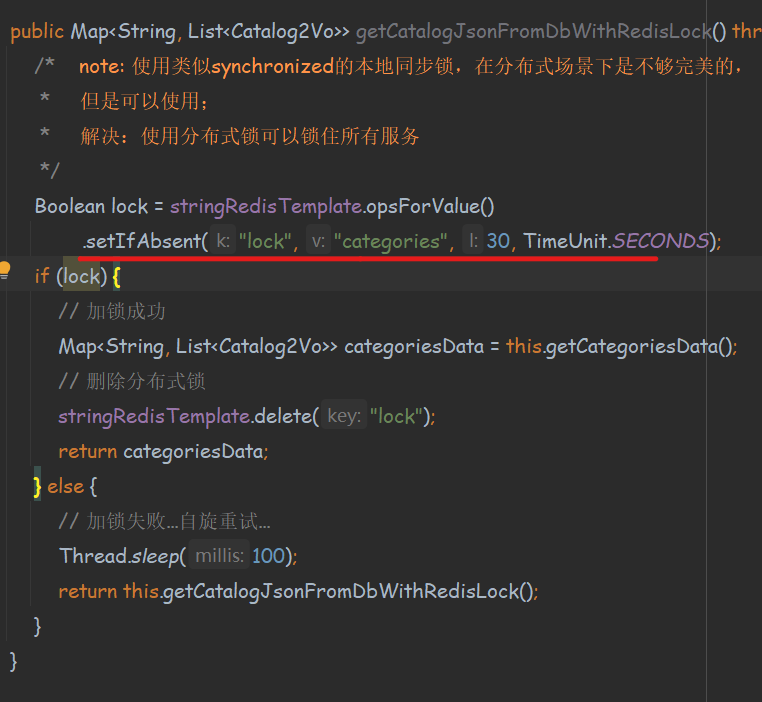 public Map<String, List<Catalog2Vo>> getCatalogJsonFromDbWithRedisLock() thr
/* note: 使用类似synchronized的本地同步锁，在分布式场景下是不够完美的，
* 但是可以使用；
* 解决：使用分布式锁可以锁住所有服务
*/
Boolean lock = stringRedisTemplate.opsForValue()
.setIfAbsent( k: "lock", v: "categories", l: 30, TimeUnit.SECONDS);
if (lock) {
// 加锁成功
Map<String, List<Catalog2Vo>> categoriesData = this.getCategoriesData();
// 删除分布式锁
stringRedisTemplate.delete( key: "lock");
return categoriesData;
} else {
// 加锁失败...自旋重试...
Thread.sleep( millis: 100);
return this.getCatalogJsonFromDbWithRedisLock();
}
}